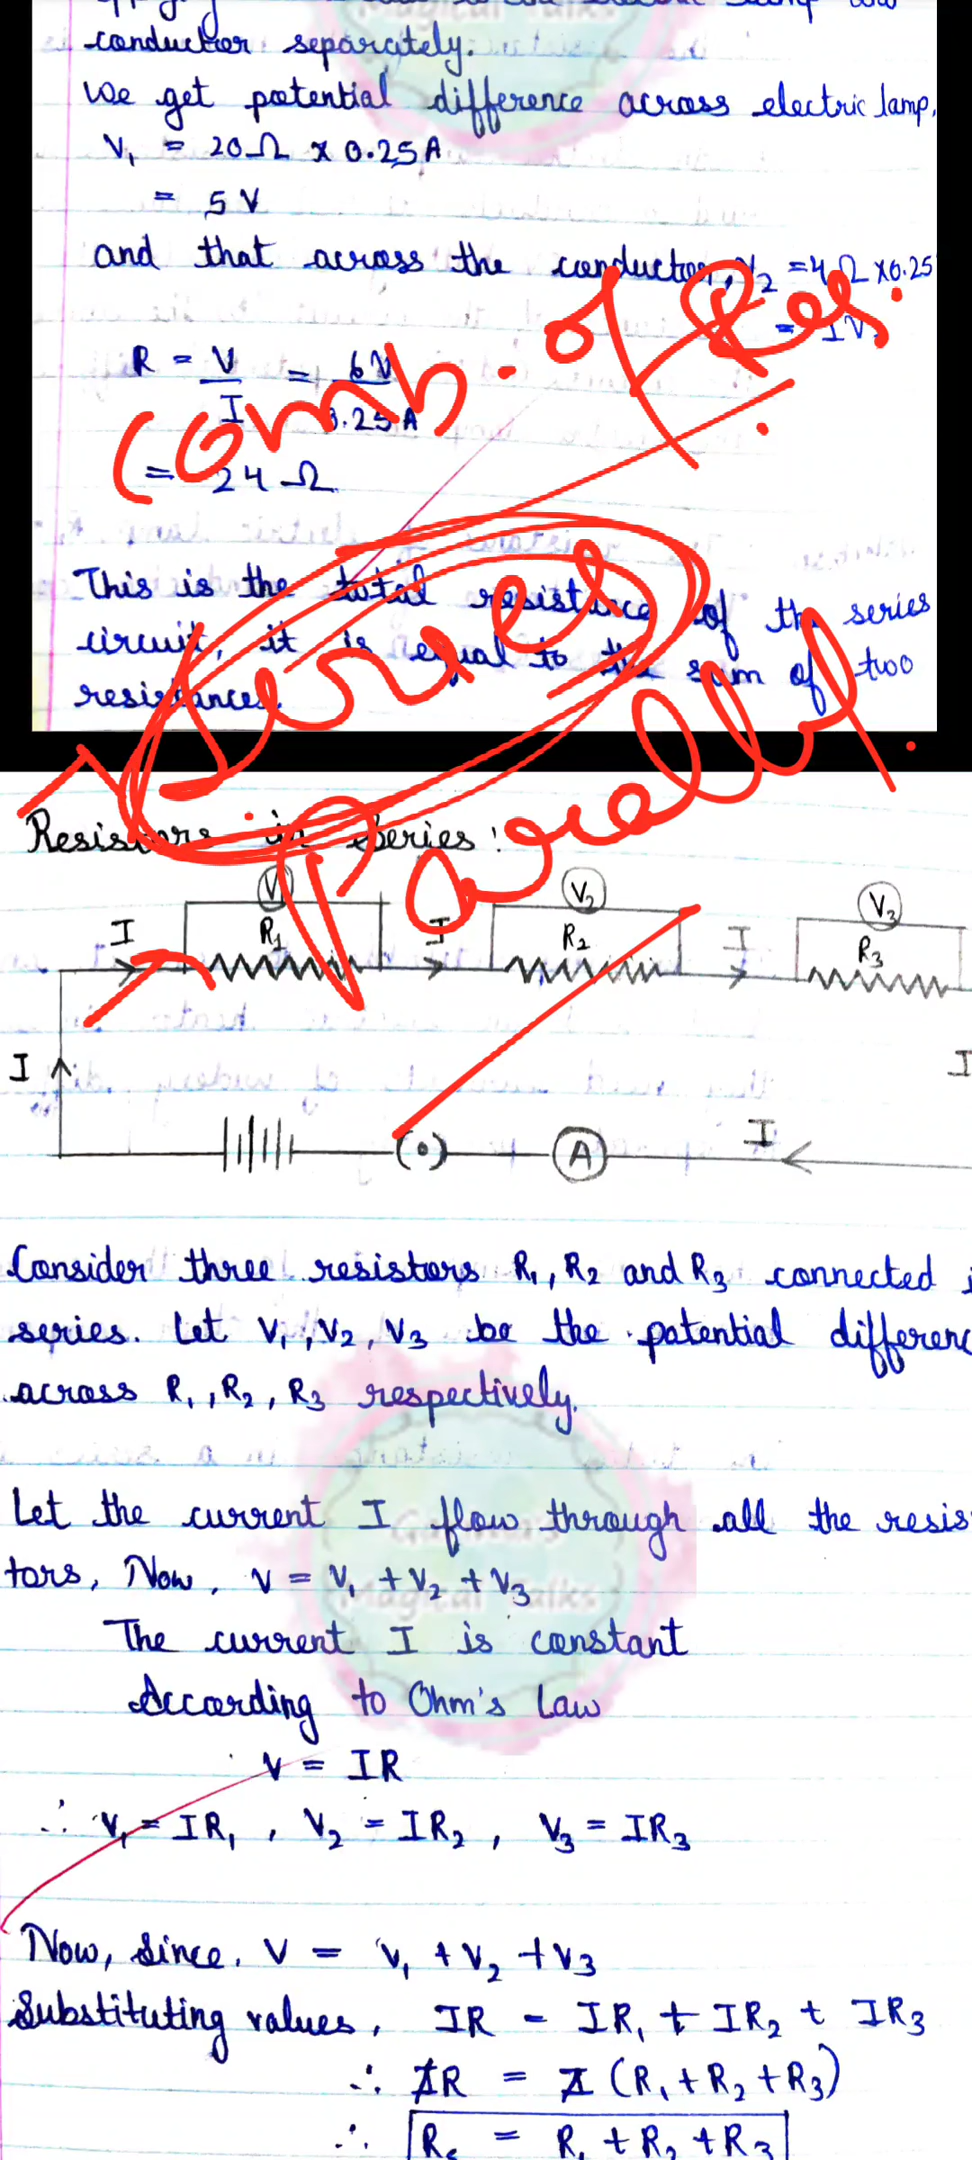 conductor separately.
We get potential difference across electric lamp,
V₁ = 20Ω x 0.25A
= 5V
and that across the conductor, V₂ = 4Ω x 0.25
= 1V.
Comb. of Res.
R = V/I = 6V/0.25A
= 24Ω
This is the total resistance of the series
circuit, it is equal to the sum of two
resistances.
Series
Parallel
Resistors in Series :
V₁ V₂ V₃
I R₁ I R₂ I R₃
I I
(•) A I
Consider three resistors R₁, R₂ and R₃ connected
series. Let V₁, V₂, V₃ be the potential differenc
across R₁, R₂, R₃ respectively.
Let the current I flow through all the resis
tors, Now, V = V₁ + V₂ + V₃
Magical Talks
The current I is constant
According to Ohm's Law
V = IR
∴ V₁ = IR₁ , V₂ = IR₂ , V₃ = IR₃
Now, Since, V = V₁ + V₂ + V₃
Substituting values, IR = IR₁ + IR₂ + IR₃
∴ IR = I (R₁ + R₂ + R₃)
∴ Rs = R₁ + R₂ + R₃